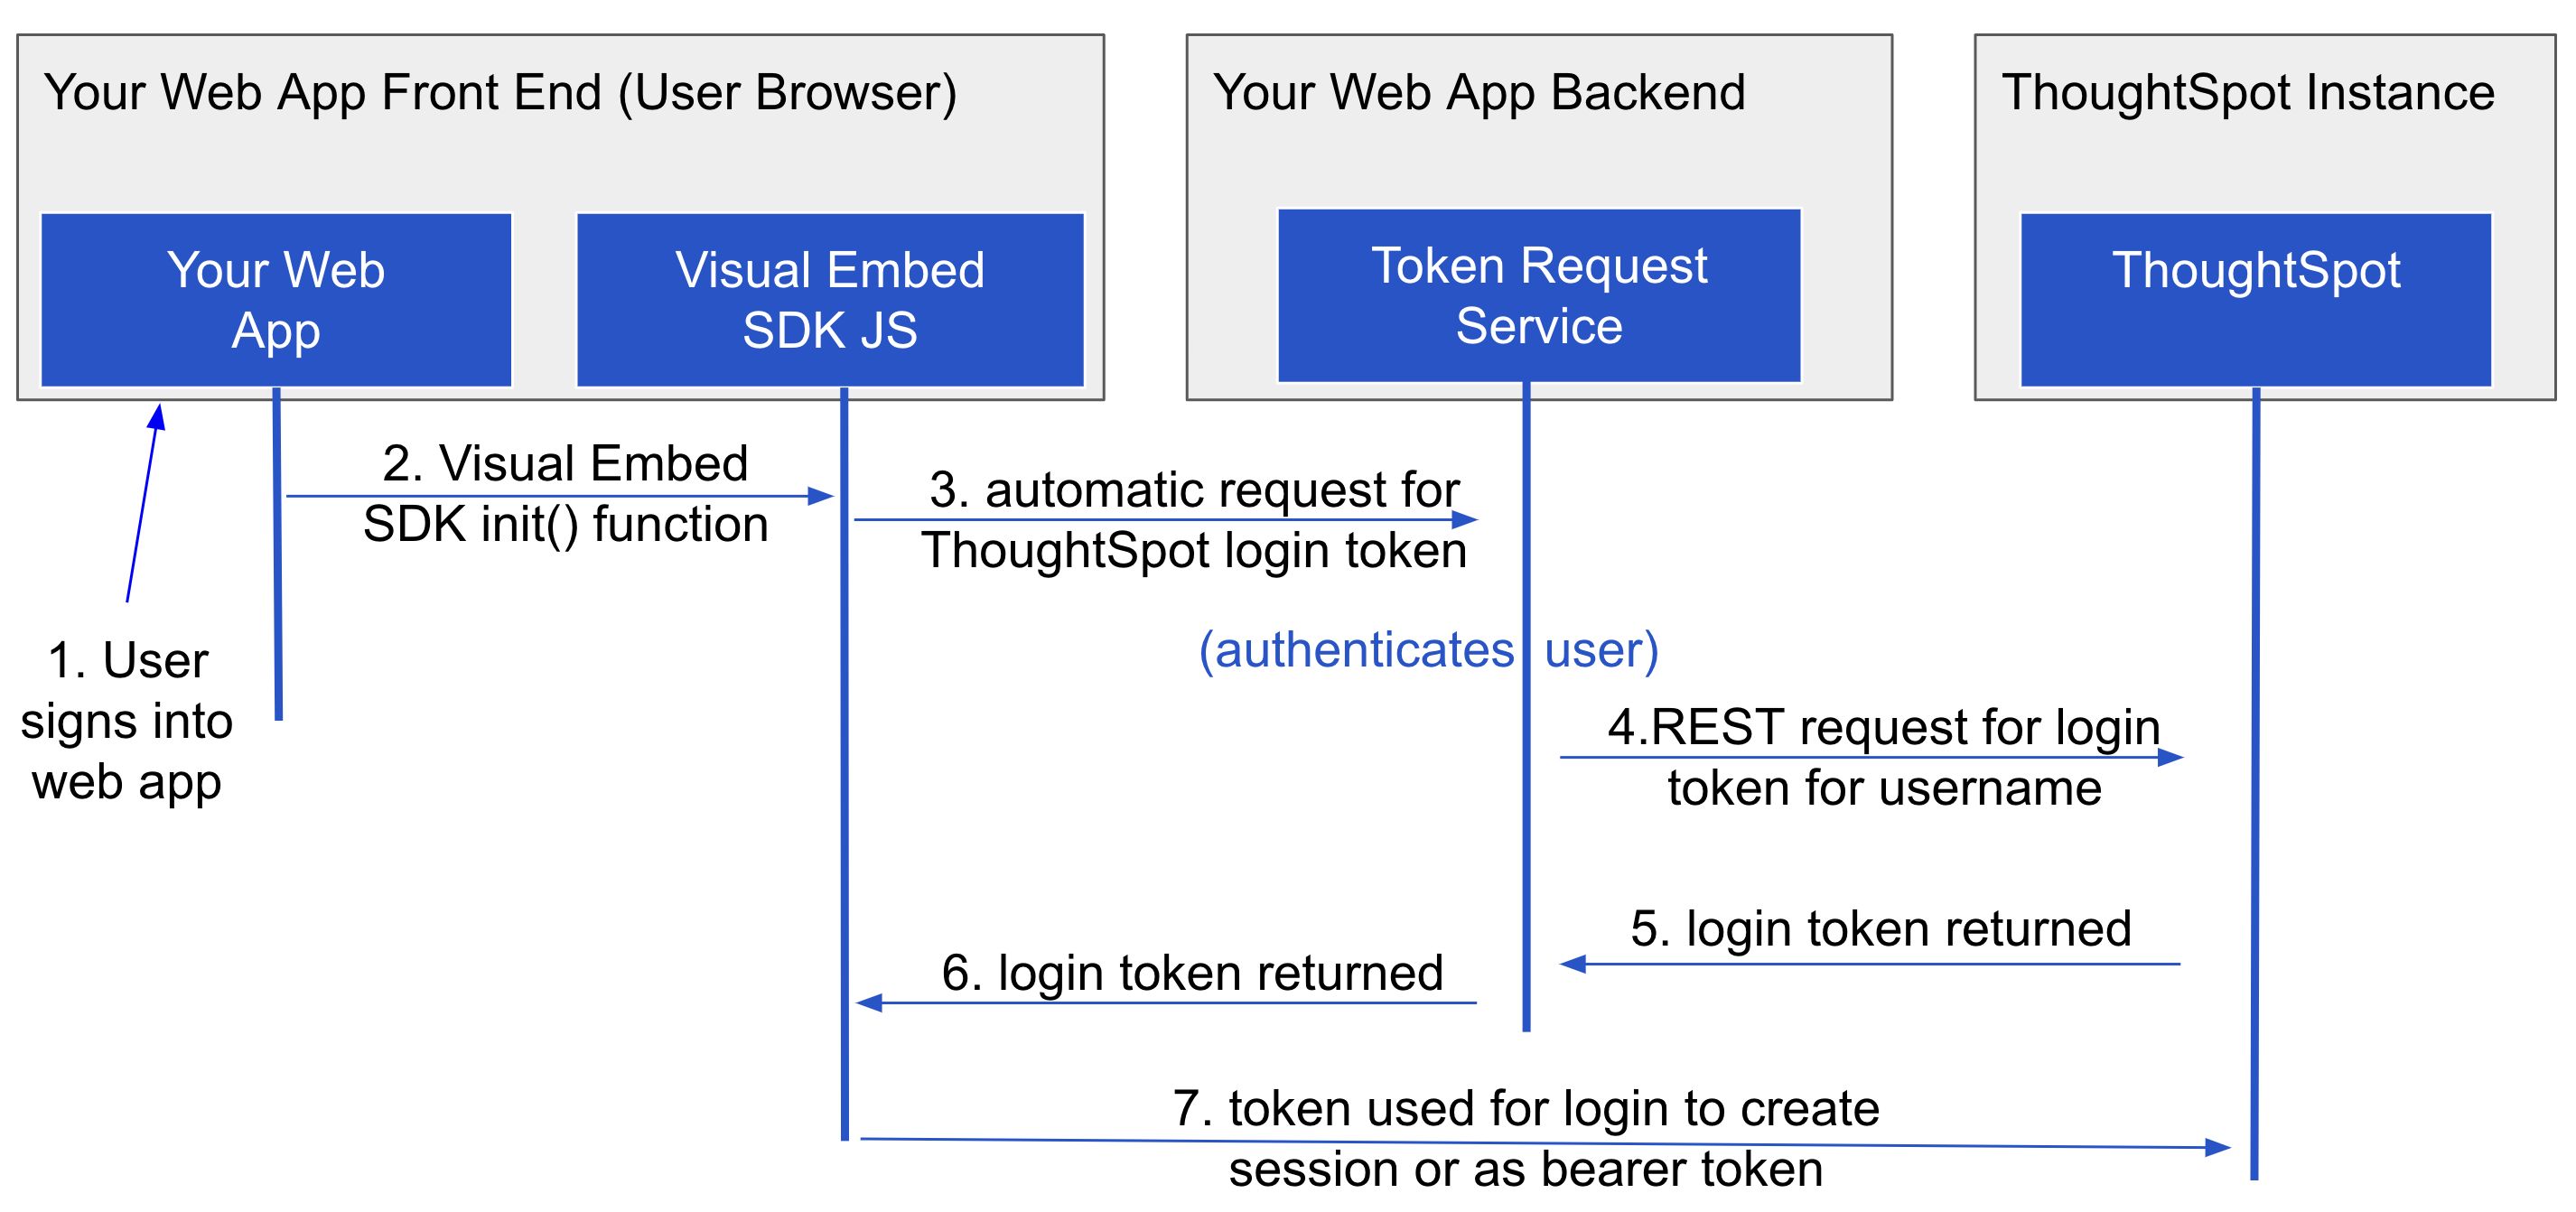 Your Web App Front End (User Browser)
Your Web App Backend
ThoughtSpot Instance
Your Web
App
Visual Embed
SDK JS
Token Request
Service
ThoughtSpot
2. Visual Embed
SDK init() function
3. automatic request for
ThoughtSpot login token
1. User
signs into
web app
(authenticates user)
4.REST request for login
token for username
5. login token returned
6. login token returned
7. token used for login to create
session or as bearer token